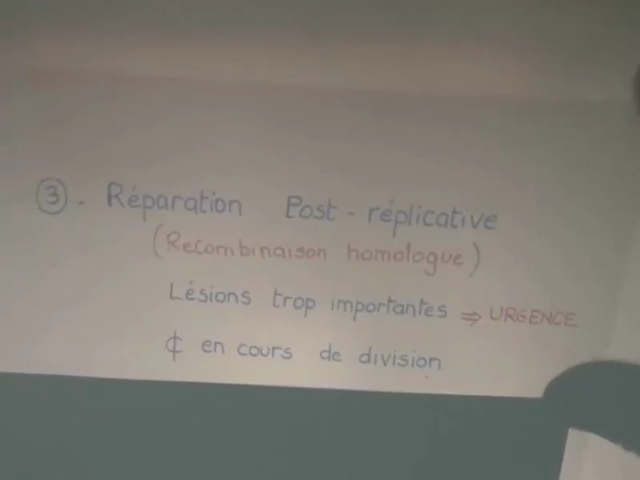 ③. Réparation Post-réplicative
(Recombinaison homologue)
Lésions trop importantes ⇒ URGENCE
₵ en cours de division